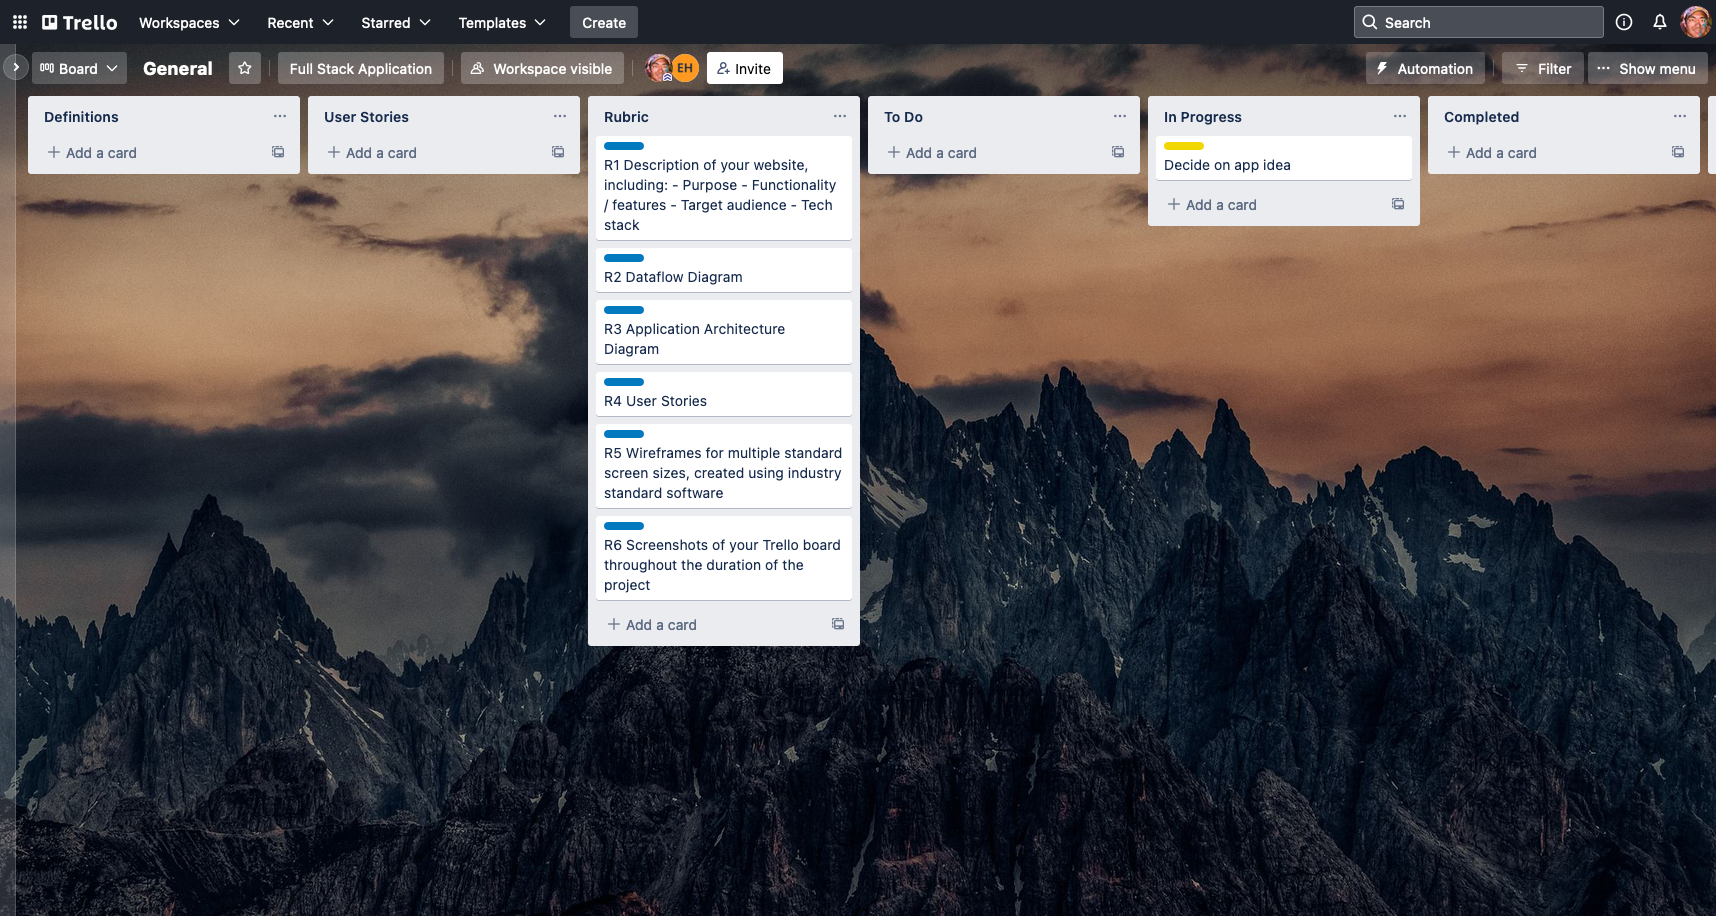 Trello
Workspaces
Recent
Starred
Templates
Create
Search
Board
General
Full Stack Application
Workspace visible
EH
Invite
Automation
Filter
Show menu
Definitions
Add a card
User Stories
Add a card
Rubric
R1 Description of your website,
including: - Purpose - Functionality
/ features - Target audience - Tech
stack
R2 Dataflow Diagram
R3 Application Architecture
Diagram
R4 User Stories
R5 Wireframes for multiple standard
screen sizes, created using industry
standard software
R6 Screenshots of your Trello board
throughout the duration of the
project
Add a card
To Do
Add a card
In Progress
Decide on app idea
Add a card
Completed
Add a card